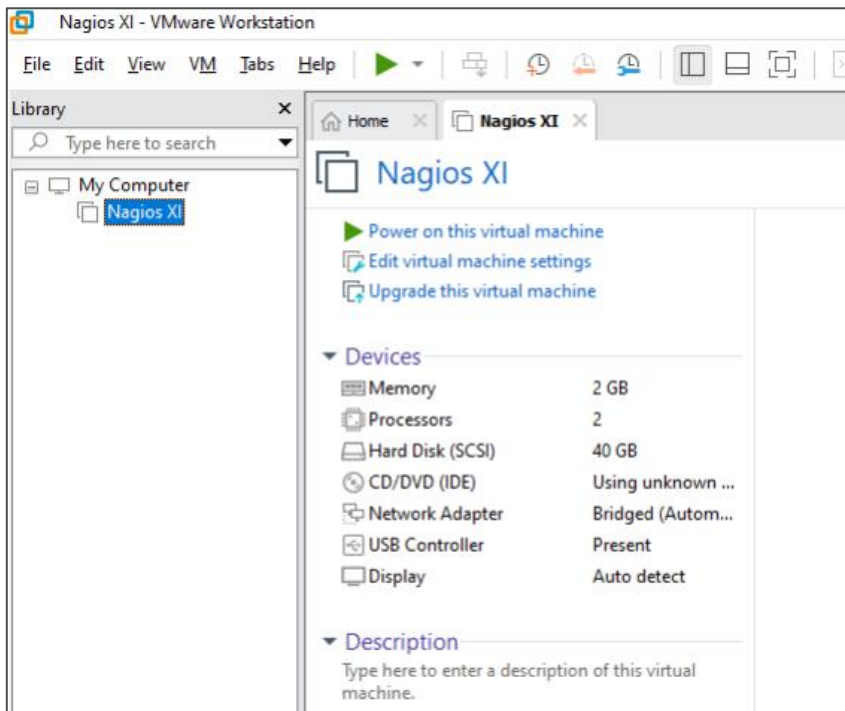 Nagios XI - VMware Workstation
File Edit View VM Tabs Help
Library
Type here to search
My Computer
Nagios XI
Home
Nagios XI
Nagios XI
Power on this virtual machine
Edit virtual machine settings
Upgrade this virtual machine
Devices
Memory 2 GB
Processors 2
Hard Disk (SCSI) 40 GB
CD/DVD (IDE) Using unknown ...
Network Adapter Bridged (Autom...
USB Controller Present
Display Auto detect
Description
Type here to enter a description of this virtual
machine.